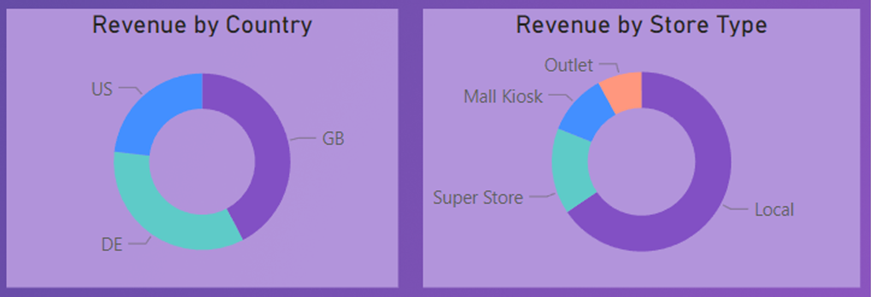 Revenue by Country
US
GB
DE
Revenue by Store Type
Outlet
Mall Kiosk
Super Store
Local